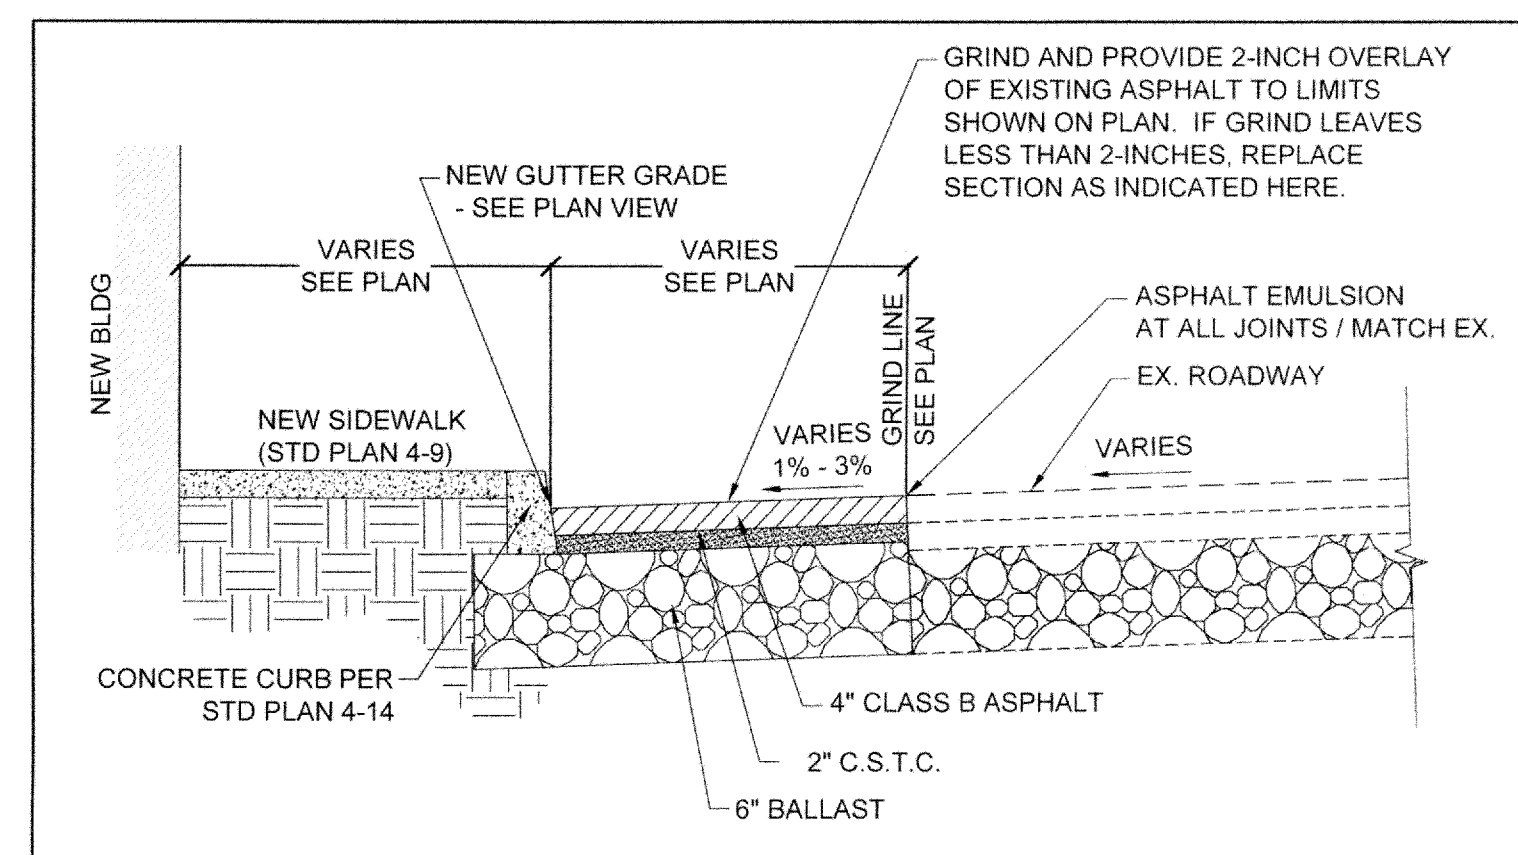 GRIND AND PROVIDE 2-INCH OVERLAY
OF EXISTING ASPHALT TO LIMITS
SHOWN ON PLAN. IF GRIND LEAVES
LESS THAN 2-INCHES, REPLACE
SECTION AS INDICATED HERE.
NEW GUTTER GRADE
- SEE PLAN VIEW
VARIES
SEE PLAN
VARIES
SEE PLAN
NEW BLDG
GRIND LINE
SEE PLAN
ASPHALT EMULSION
AT ALL JOINTS / MATCH EX.
EX. ROADWAY
NEW SIDEWALK
(STD PLAN 4-9)
VARIES
1% - 3%
VARIES
CONCRETE CURB PER
STD PLAN 4-14
4" CLASS B ASPHALT
2" C.S.T.C.
6" BALLAST